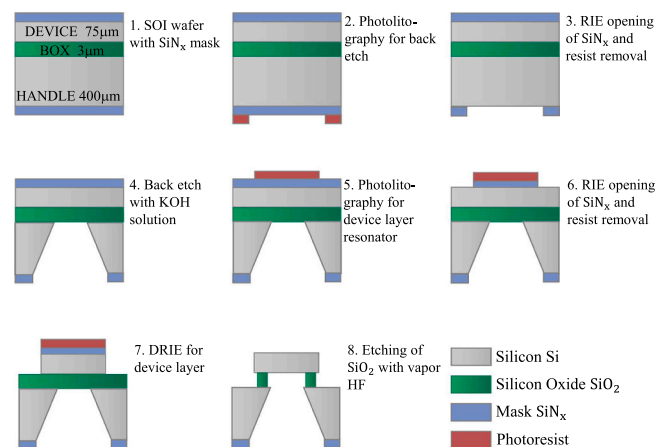 DEVICE 75μm
BOX 3μm
HANDLE 400μm
1. SOI wafer
with SiNx mask
2. Photolito-
graphy for back
etch
3. RIE opening
of SiNx and
resist removal
4. Back etch
with KOH
solution
5. Photolito-
graphy for
device layer
resonator
6. RIE opening
of SiNx and
resist removal
7. DRIE for
device layer
8. Etching of
SiO2 with vapor
HF
Silicon Si
Silicon Oxide SiO2
Mask SiNx
Photoresist